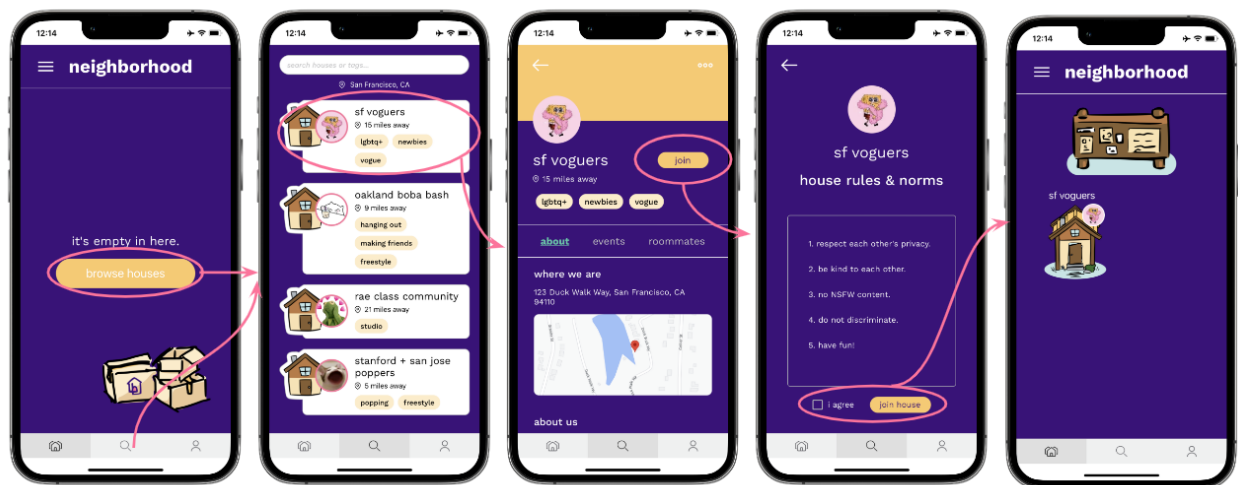 12:14
neighborhood
it's empty in here.
browse houses
12:14
search houses or tags...
San Francisco, CA
sf voguers
15 miles away
lgbtq+ newbies
vogue
oakland boba bash
9 miles away
hanging out
making friends
freestyle
rae class community
21 miles away
studio
stanford + san jose
poppers
5 miles away
popping freestyle
12:14
sf voguers
join
15 miles away
lgbtq+ newbies vogue
about events roommates
where we are
123 Duck Walk Way, San Francisco, CA
94110
about us
12:14
sf voguers
house rules & norms
1. respect each other's privacy.
2. be kind to each other.
3. no NSFW content.
4. do not discriminate.
5. have fun!
i agree join house
12:14
neighborhood
sf voguers